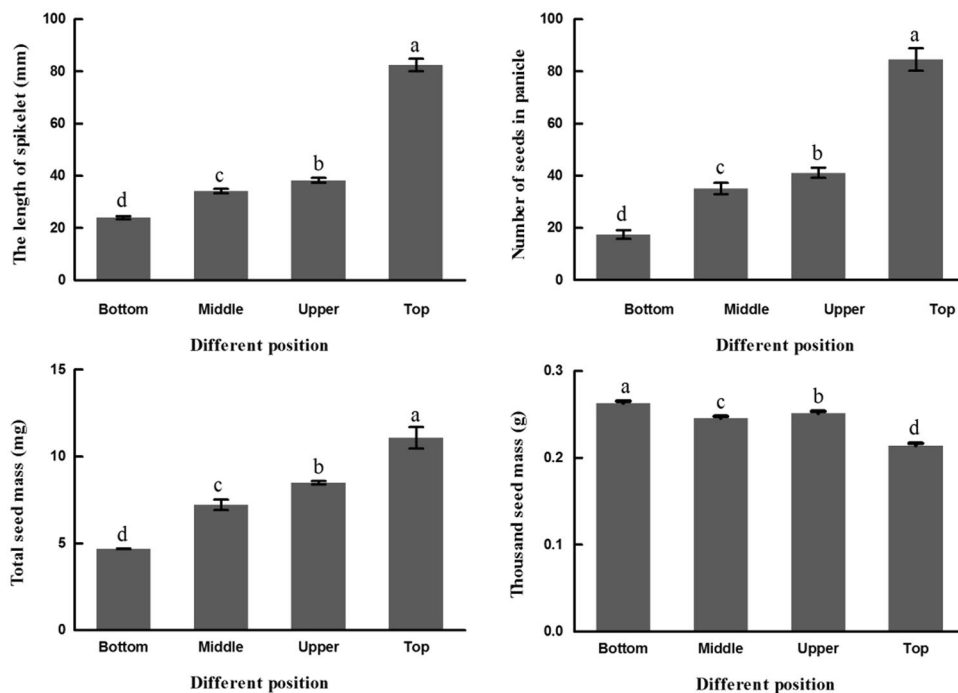 The length of spikelet (mm)
100
80
60
40
20
0
a
b
c
d
Bottom Middle Upper Top
Different position
Number of seeds in panicle
100
80
60
40
20
0
a
b
c
d
Bottom Middle Upper Top
Different position
Total seed mass (mg)
15
10
5
0
a
b
c
d
Bottom Middle Upper Top
Different position
Thousand seed mass (g)
0.3
0.2
0.1
0.0
a
c
b
d
Bottom Middle Upper Top
Different position